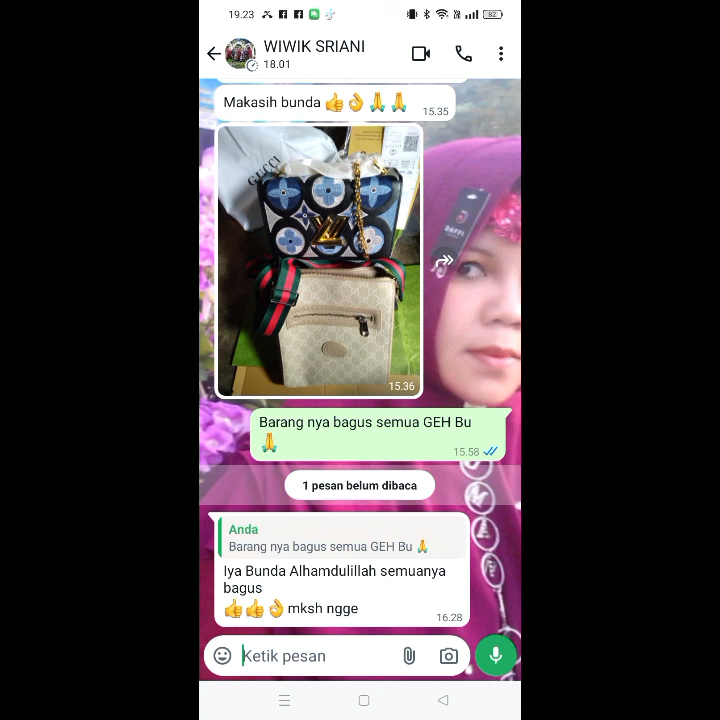 19.23
82
WIWIK SRIANI
18.01
Makasih bunda 👍👌🙏🙏
15.35
GUCCI
DAFFI
15.36
Barang nya bagus semua GEH Bu
🙏
15.58
1 pesan belum dibaca
Anda
Barang nya bagus semua GEH Bu 🙏
Iya Bunda Alhamdulillah semuanya
bagus
👍👍👌mksh ngge
16.28
Ketik pesan